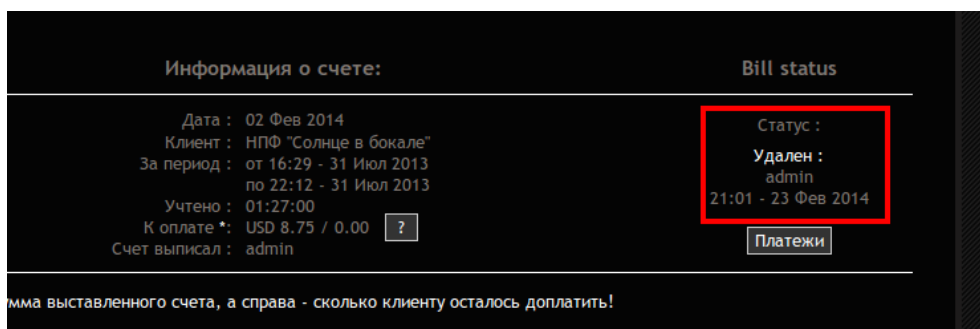 Информация о счете:
Дата : 02 Фев 2014
Клиент : НПФ "Солнце в бокале"
За период : от 16:29 - 31 Июл 2013
по 22:12 - 31 Июл 2013
Учтено : 01:27:00
К оплате *: USD 8.75 / 0.00 ?
Счет выписал : admin
Bill status
Статус :
Удален :
admin
21:01 - 23 Фев 2014
Платежи
выставленного счета, а справа - сколько клиенту осталось доплатить!